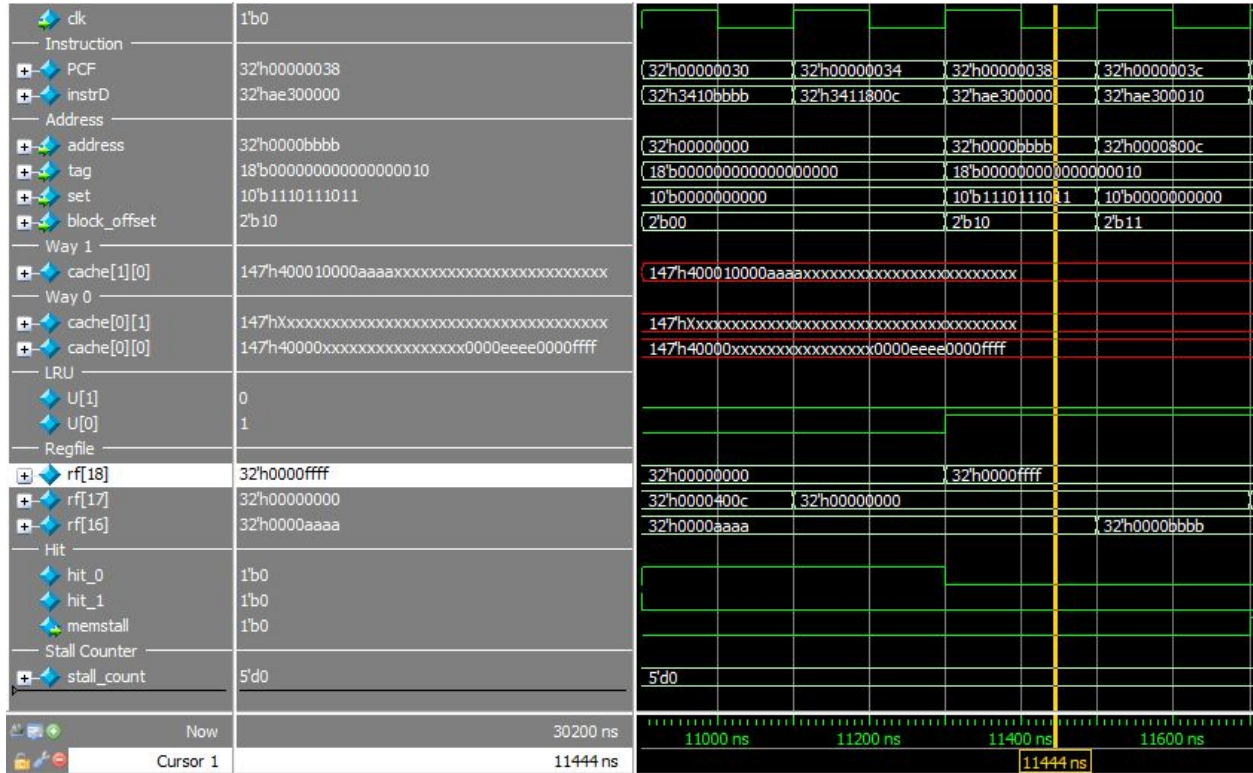 clk 1'b0
Instruction
PCF 32'h00000038 32'h00000030 32'h00000034 32'h00000038 32'h0000003c
instrD 32'hae300000 32'h3410bbbb 32'h3411800c 32'hae300000 32'hae300010
Address
address 32'h0000bbbb 32'h00000000 32'h0000bbbb 32'h0000800c
tag 18'b000000000000000010 18'b000000000000000000 18'b000000000000000010
set 10'b1110111011 10'b0000000000 10'b1110111011 10'b0000000000
block_offset 2'b10 2'b00 2'b10 2'b11
Way 1
cache[1][0] 147'h400010000aaaaxxxxxxxxxxxxxxxxxxxxxxxx 147'h400010000aaaaxxxxxxxxxxxxxxxxxxxxxxxx
Way 0
cache[0][1] 147'hXxxxxxxxxxxxxxxxxxxxxxxxxxxxxxxxxxxxx 147'hXxxxxxxxxxxxxxxxxxxxxxxxxxxxxxxxxxxxx
cache[0][0] 147'h40000xxxxxxxxxxxxxxxx0000eeee0000ffff 147'h40000xxxxxxxxxxxxxxxx0000eeee0000ffff
LRU
U[1] 0
U[0] 1
Regfile
rf[18] 32'h0000ffff 32'h00000000 32'h0000ffff
rf[17] 32'h00000000 32'h0000400c 32'h00000000
rf[16] 32'h0000aaaa 32'h0000aaaa 32'h0000bbbb
Hit
hit_0 1'b0
hit_1 1'b0
memstall 1'b0
Stall Counter
stall_count 5'd0 5'd0
Now 30200 ns 11000 ns 11200 ns 11400 ns 11600 ns
Cursor 1 11444 ns 11444 ns